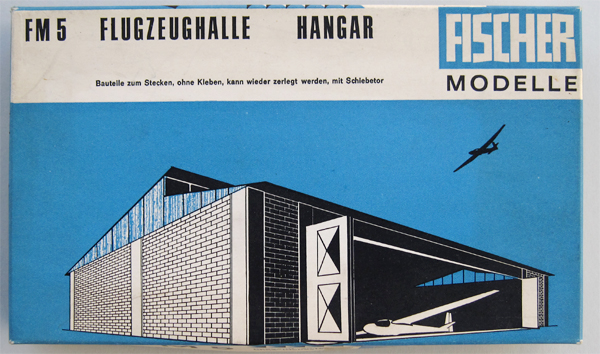 FM 5 FLUGZEUGHALLE HANGAR
FISCHER
MODELLE
Bauteile zum Stecken, ohne Kleben, kann wieder zerlegt werden, mit Schiebetor